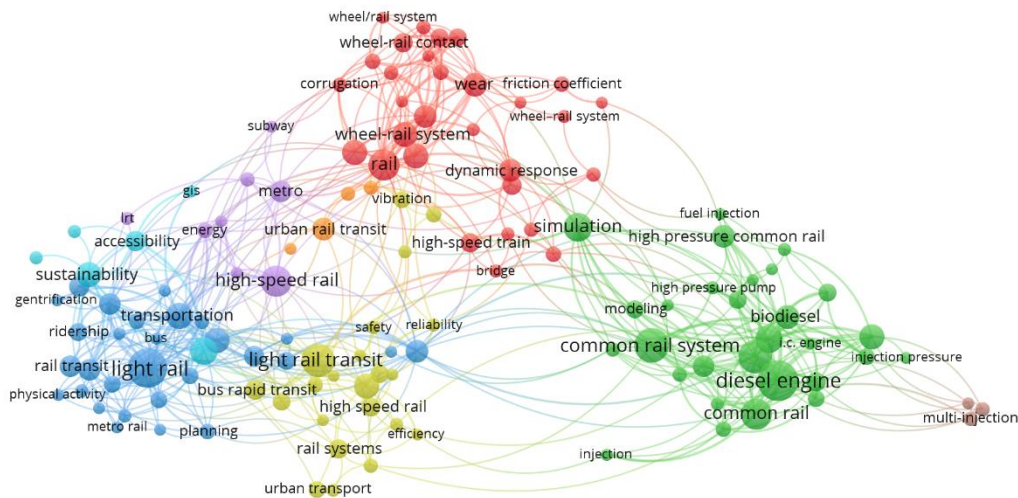 wheel/rail system
wheel-rail contact
corrugation
wear
friction coefficient
wheel–rail system
subway
wheel-rail system
rail
dynamic response
gis
metro
vibration
lrt
energy
urban rail transit
simulation
fuel injection
accessibility
high-speed train
high pressure common rail
sustainability
high-speed rail
bridge
gentrification
high pressure pump
transportation
modeling
biodiesel
ridership
bus
safety
reliability
i.c. engine
common rail system
rail transit
light rail
light rail transit
injection pressure
physical activity
bus rapid transit
diesel engine
high speed rail
common rail
multi-injection
metro rail
planning
efficiency
rail systems
injection
urban transport